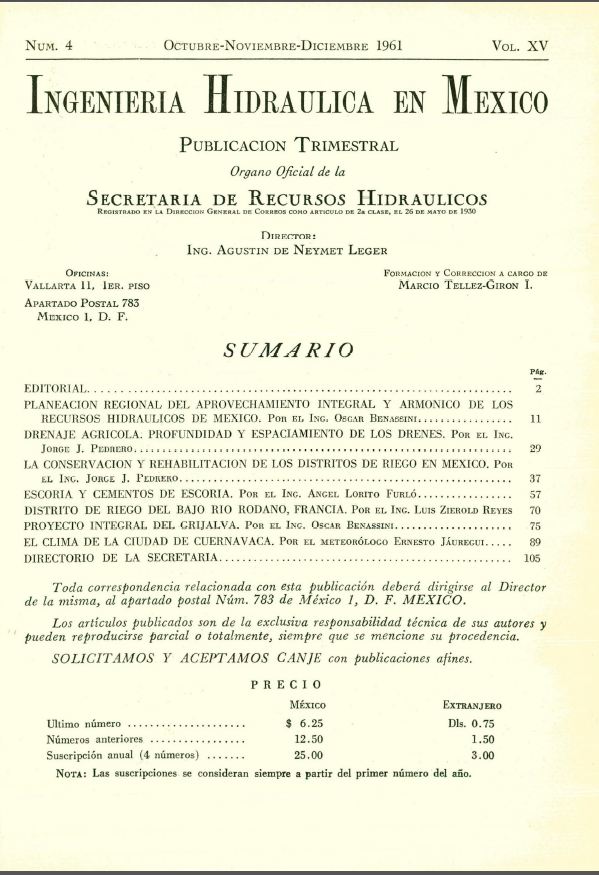 NUM. 4 OCTUBRE-NOVIEMBRE-DICIEMBRE 1961 VOL. XV
INGENIERIA HIDRAULICA EN MEXICO
PUBLICACION TRIMESTRAL
Organo Oficial de la
SECRETARIA DE RECURSOS HIDRAULICOS
REGISTRADO EN LA DIRECCION GENERAL DE CORREOS COMO ARTICULO DE 2a CLASE, EL 26 DE MAYO DE 1930
DIRECTOR:
ING. AGUSTIN DE NEYMET LEGER
OFICINAS:
VALLARTA 11, 1ER. PISO
APARTADO POSTAL 783
MEXICO 1, D. F.
FORMACION Y CORRECCION A CARGO DE
MARCIO TELLEZ-GIRON I.
SUMARIO
Pág.
EDITORIAL. 2
PLANEACION REGIONAL DEL APROVECHAMIENTO INTEGRAL Y ARMONICO DE LOS
RECURSOS HIDRAULICOS DE MEXICO. POR EL ING. OSCAR BENASSINI. 11
DRENAJE AGRICOLA. PROFUNDIDAD Y ESPACIAMIENTO DE LOS DRENES. POR EL ING.
JORGE J. PEDRERO. 29
LA CONSERVACION Y REHABILITACION DE LOS DISTRITOS DE RIEGO EN MEXICO. POR
EL ING. JORGE J. PEDRERO. 37
ESCORIA Y CEMENTOS DE ESCORIA. POR EL ING. ANGEL LORITO FURLÓ. 57
DISTRITO DE RIEGO DEL BAJO RIO RODANO, FRANCIA. POR EL ING. LUIS ZIEROLD REYES 70
PROYECTO INTEGRAL DEL GRIJALVA. POR EL ING. OSCAR BENASSINI. 75
EL CLIMA DE LA CIUDAD DE CUERNAVACA. POR EL METEORÓLOGO ERNESTO JÁUREGUI. 89
DIRECTORIO DE LA SECRETARIA. 105
Toda correspondencia relacionada con esta publicación deberá dirigirse al Director
de la misma, al apartado postal Núm. 783 de México 1, D. F. MEXICO.
Los artículos publicados son de la exclusiva responsabilidad técnica de sus autores y
pueden reproducirse parcial o totalmente, siempre que se mencione su procedencia.
SOLICITAMOS Y ACEPTAMOS CANJE con publicaciones afines.
PRECIO
MÉXICO EXTRANJERO
Ultimo número $ 6.25 Dls. 0.75
Números anteriores 12.50 1.50
Suscripción anual (4 números) 25.00 3.00
NOTA: Las suscripciones se consideran siempre a partir del primer número del año.